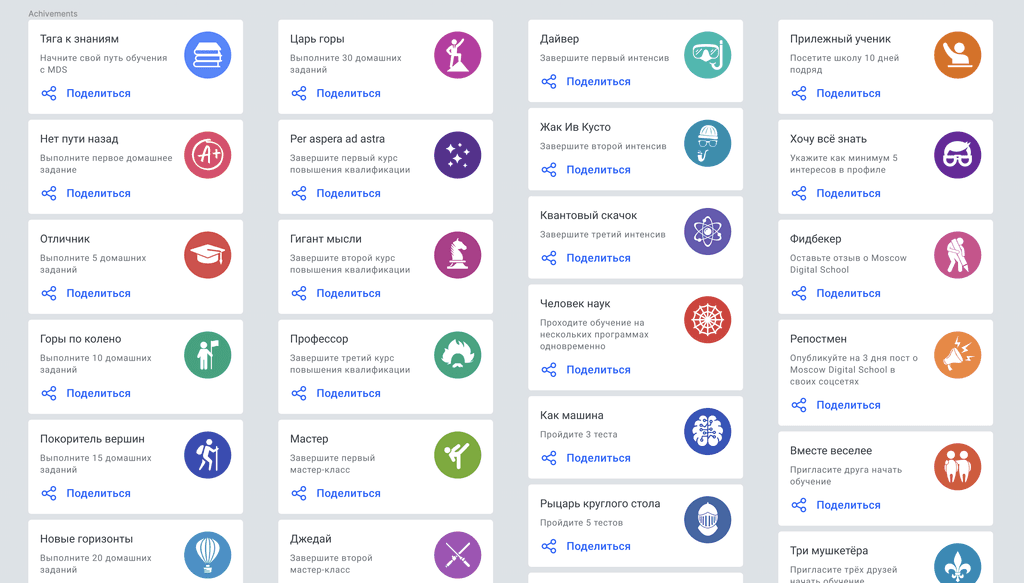 Achivements
Тяга к знаниям
Начните свой путь обучения
с MDS
Поделиться
Нет пути назад
Выполните первое домашнее
задание
Поделиться
Отличник
Выполните 5 домашних
заданий
Поделиться
Горы по колено
Выполните 10 домашних
заданий
Поделиться
Покоритель вершин
Выполните 15 домашних
заданий
Поделиться
Новые горизонты
Выполните 20 домашних
заданий
Царь горы
Выполните 30 домашних
заданий
Поделиться
Per aspera ad astra
Завершите первый курс
повышения квалификации
Поделиться
Гигант мысли
Завершите второй курс
повышения квалификации
Поделиться
Профессор
Завершите третий курс
повышения квалификации
Поделиться
Мастер
Завершите первый
мастер-класс
Поделиться
Джедай
Завершите второй
мастер-класс
Дайвер
Завершите первый интенсив
Поделиться
Жак Ив Кусто
Завершите второй интенсив
Поделиться
Квантовый скачок
Завершите третий интенсив
Поделиться
Человек наук
Проходите обучение на
нескольких программах
одновременно
Поделиться
Как машина
Пройдите 3 теста
Поделиться
Рыцарь круглого стола
Пройдите 5 тестов
Поделиться
Прилежный ученик
Посетите школу 10 дней
подряд
Поделиться
Хочу всё знать
Укажите как минимум 5
интересов в профиле
Поделиться
Фидбекер
Оставьте отзыв о Moscow
Digital School
Поделиться
Репостмен
Опубликуйте на 3 дня пост о
Moscow Digital School в
своих соцсетях
Поделиться
Вместе веселее
Пригласите друга начать
обучение
Поделиться
Три мушкетёра
Пригласите трёх друзей
начать обучение
A+